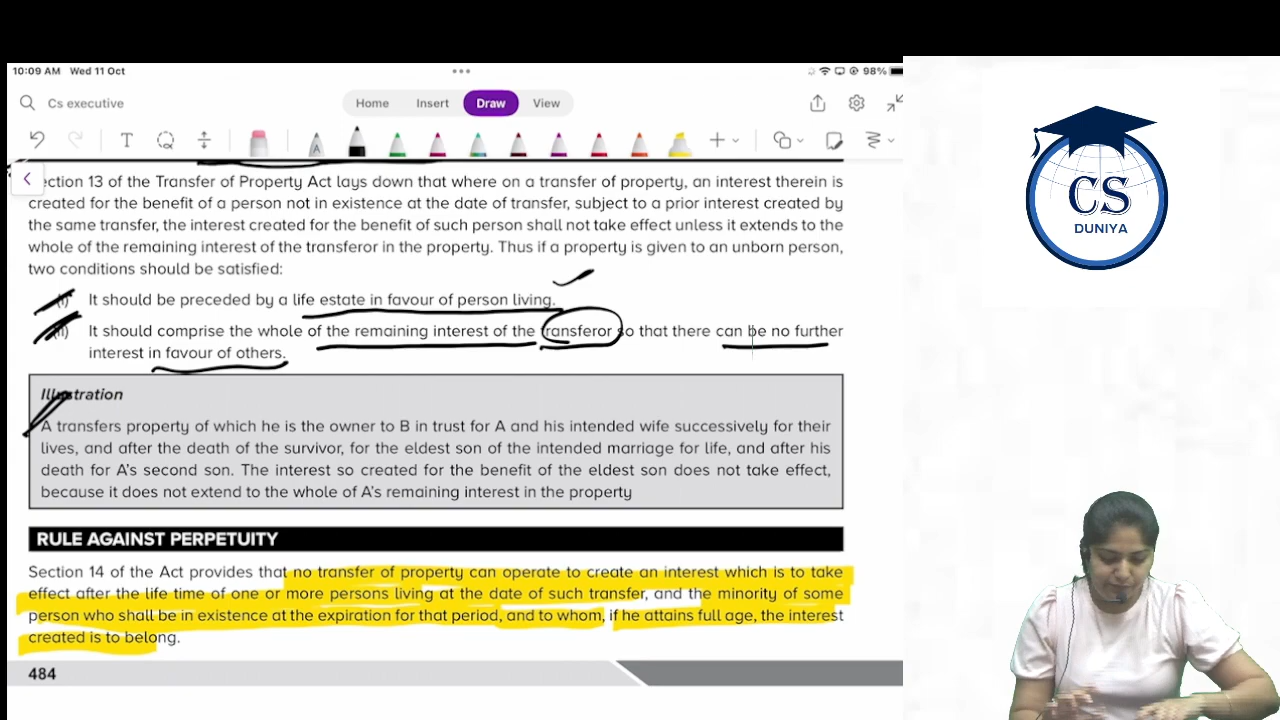 10:09 AM Wed 11 Oct
98%
Cs executive
Home Insert Draw View
ection 13 of the Transfer of Property Act lays down that where on a transfer of property, an interest therein is
created for the benefit of a person not in existence at the date of transfer, subject to a prior interest created by
the same transfer, the interest created for the benefit of such person shall not take effect unless it extends to the
whole of the remaining interest of the transferor in the property. Thus if a property is given to an unborn person,
two conditions should be satisfied:
(i) It should be preceded by a life estate in favour of person living.
(ii) It should comprise the whole of the remaining interest of the transferor so that there can be no further
interest in favour of others.
Illustration
A transfers property of which he is the owner to B in trust for A and his intended wife successively for their
lives, and after the death of the survivor, for the eldest son of the intended marriage for life, and after his
death for A's second son. The interest so created for the benefit of the eldest son does not take effect,
because it does not extend to the whole of A's remaining interest in the property
RULE AGAINST PERPETUITY
Section 14 of the Act provides that no transfer of property can operate to create an interest which is to take
effect after the life time of one or more persons living at the date of such transfer, and the minority of some
person who shall be in existence at the expiration for that period, and to whom, if he attains full age, the interest
created is to belong.
484
CS
DUNIYA